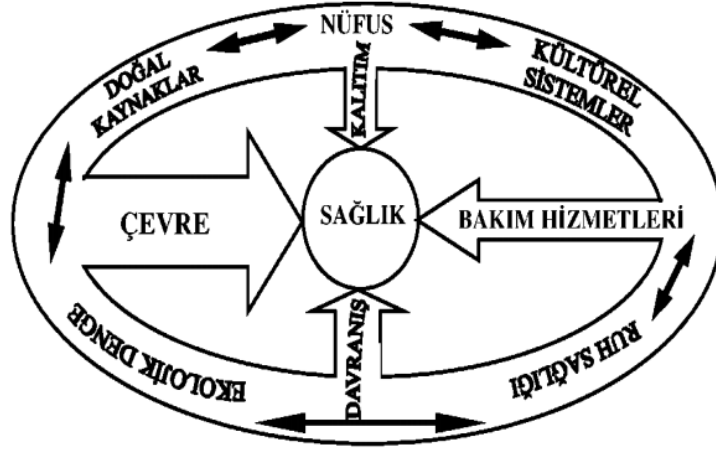 NÜFUS
DOĞAL
KAYNAKLAR
KALITIM
KÜLTÜREL
SİSTEMLER
ÇEVRE
SAĞLIK
BAKIM HİZMETLERİ
EKOLOJİK DENGE
DAVRANIŞ
RUH SAĞLIĞI